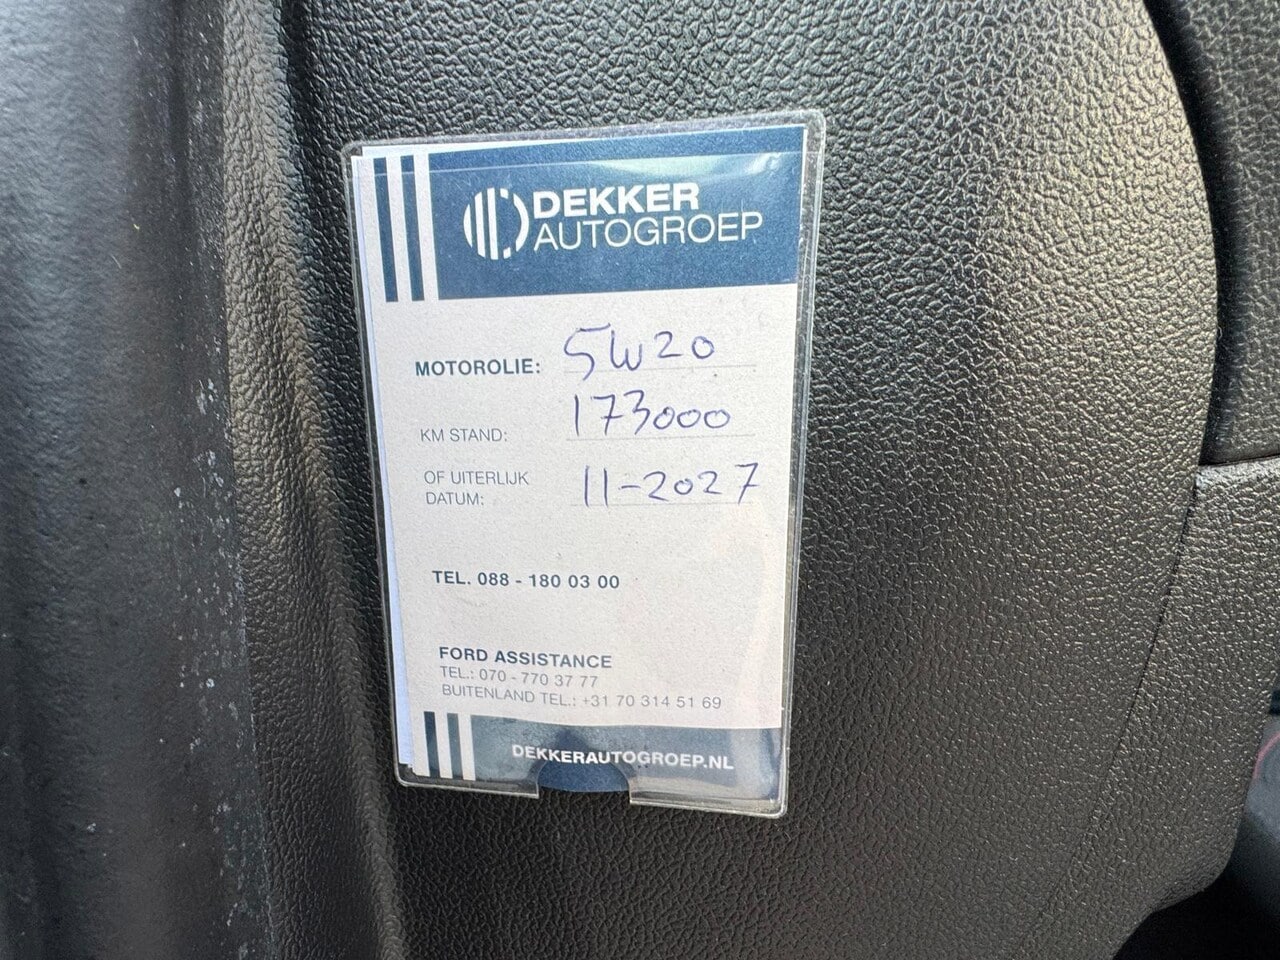 DEKKER
AUTOGROEP
MOTOROLIE: 5W20
KM STAND: 173000
OF UITERLIJK
DATUM: 11-2027
TEL. 088 - 180 03 00
FORD ASSISTANCE
TEL.: 070 - 770 37 77
BUITENLAND TEL.: +31 70 314 51 69
DEKKERAUTOGROEP.NL